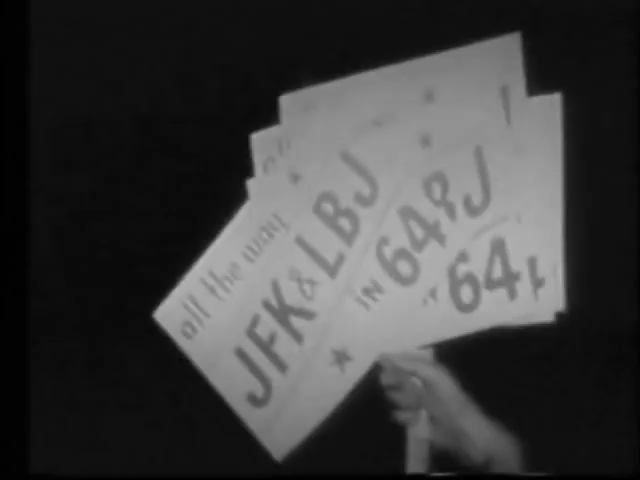 all the way
JFK & LBJ
IN 64
J
64